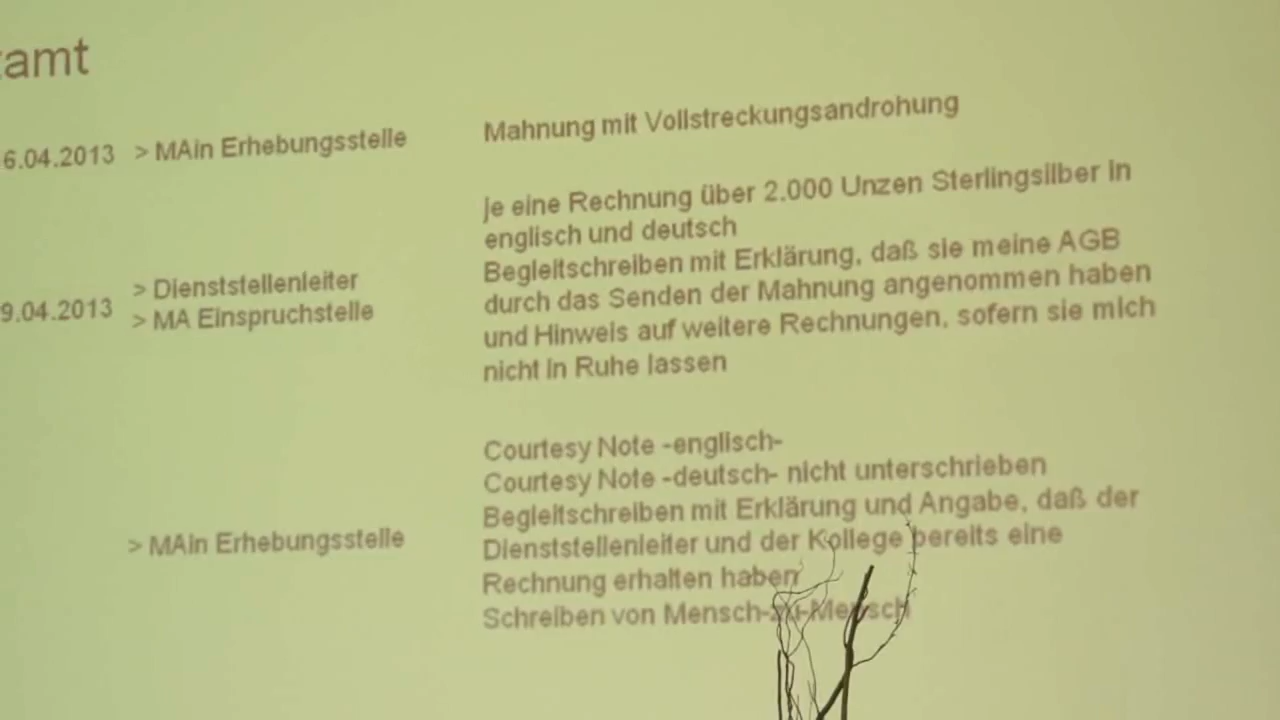 amt
6.04.2013 > MAin Erhebungsstelle Mahnung mit Vollstreckungsandrohung
je eine Rechnung über 2.000 Unzen Sterlingsilber in
englisch und deutsch
9.04.2013 > Dienststellenleiter
> MA Einspruchstelle
Begleitschreiben mit Erklärung, daß sie meine AGB
durch das Senden der Mahnung angenommen haben
und Hinweis auf weitere Rechnungen, sofern sie mich
nicht in Ruhe lassen
> MAin Erhebungsstelle
Courtesy Note -englisch-
Courtesy Note -deutsch- nicht unterschrieben
Begleitschreiben mit Erklärung und Angabe, daß der
Dienststellenleiter und der Kollege bereits eine
Rechnung erhalten haben
Schreiben von Mensch-zu-Mensch